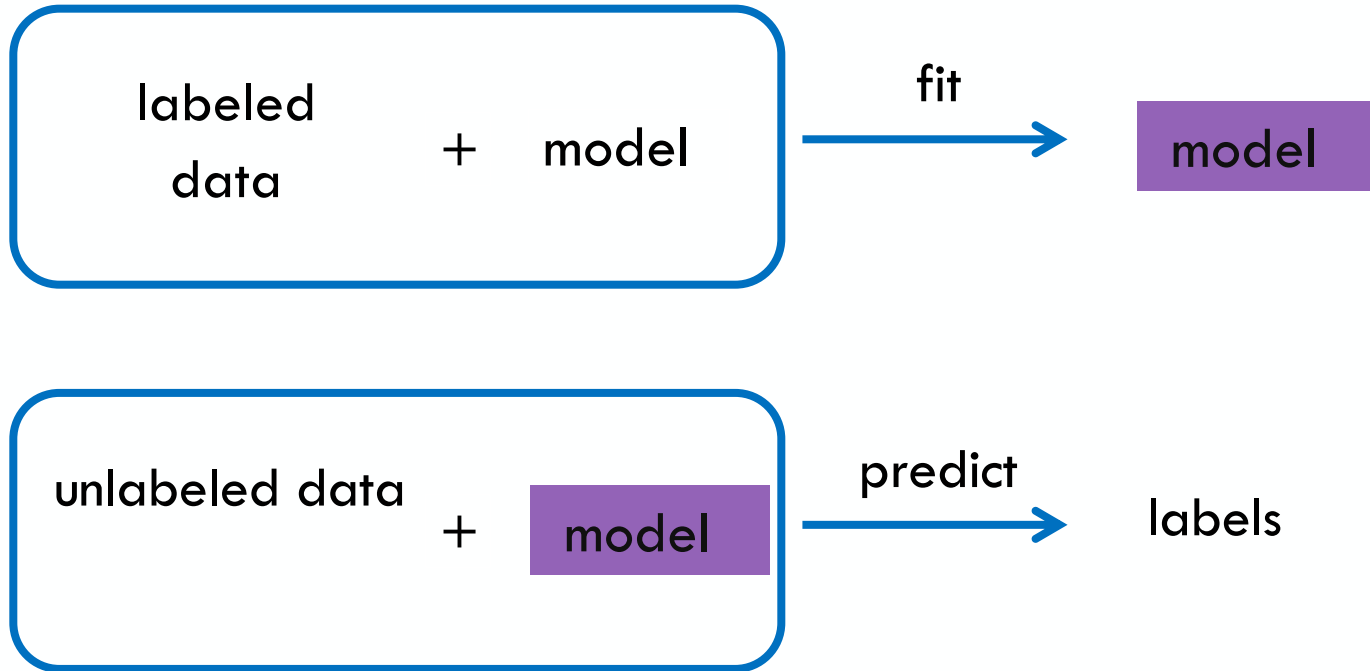 labeled
data
+ model
fit
model
unlabeled data
+ model
predict
labels